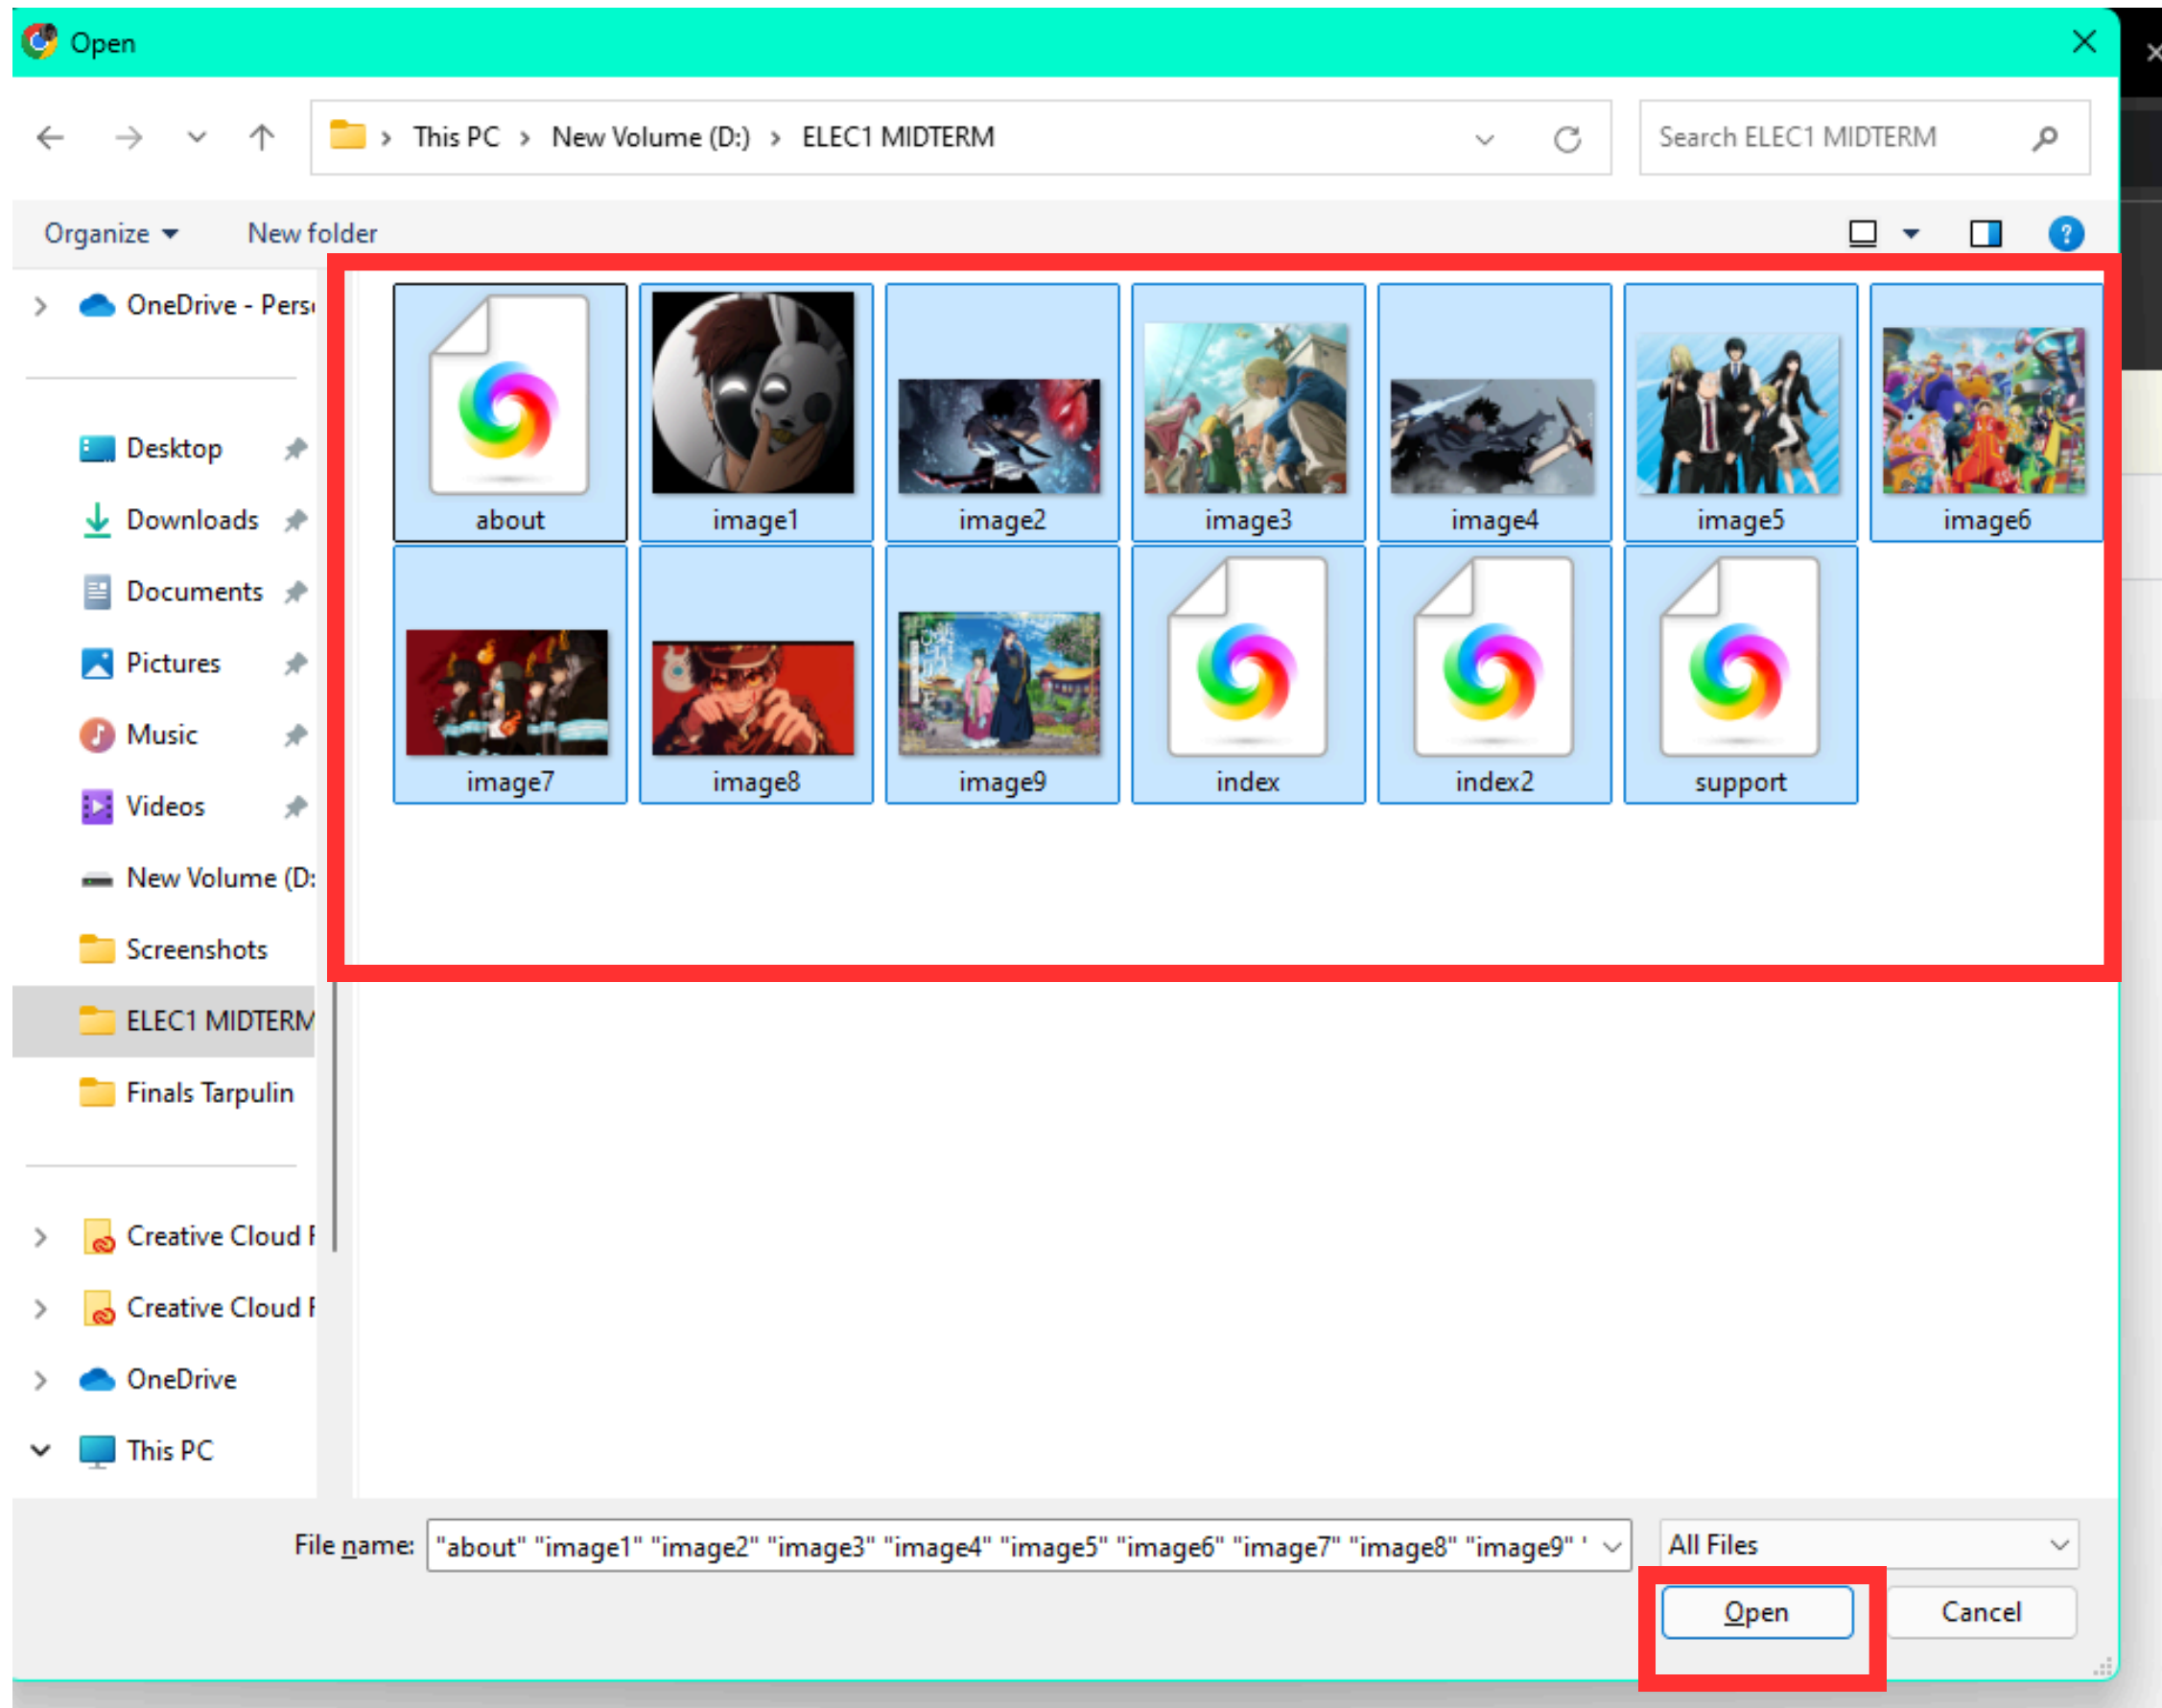 Open
This PC > New Volume (D:) > ELEC1 MIDTERM
Search ELEC1 MIDTERM
Organize
New folder
OneDrive - Pers
Desktop
Downloads
Documents
Pictures
Music
Videos
New Volume (D:
Screenshots
ELEC1 MIDTERM
Finals Tarpulin
Creative Cloud F
Creative Cloud F
OneDrive
This PC
about
image1
image2
image3
image4
image5
image6
image7
image8
image9
index
index2
support
File name: "about" "image1" "image2" "image3" "image4" "image5" "image6" "image7" "image8" "image9" "
All Files
Open
Cancel